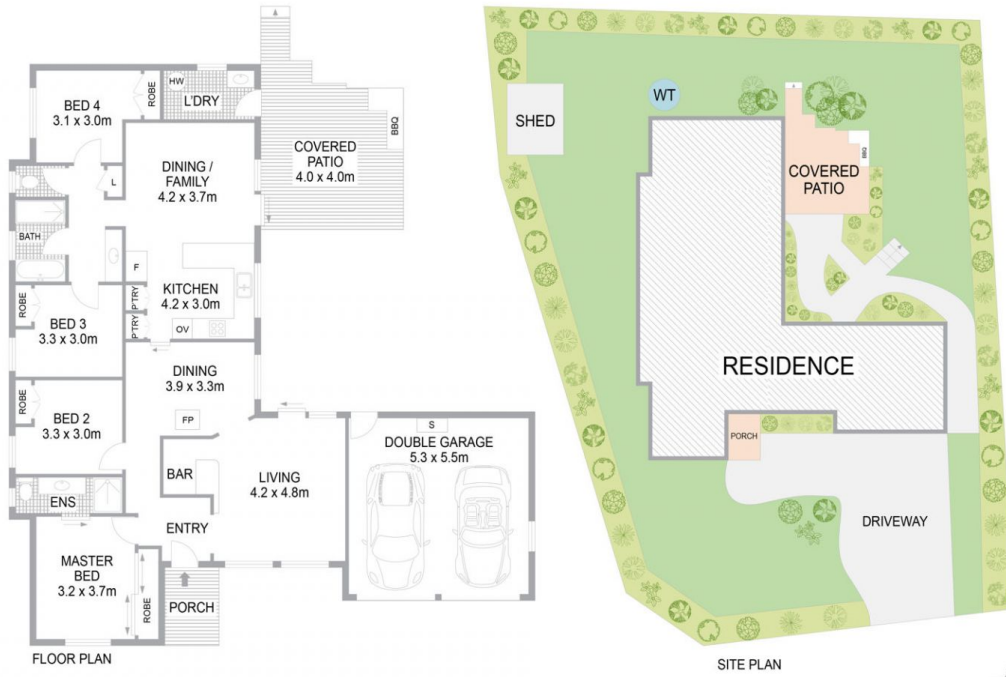 BED 4
3.1 x 3.0m
ROBE
HW
L'DRY
DINING /
FAMILY
4.2 x 3.7m
COVERED
PATIO
4.0 x 4.0m
BBQ
L
BATH
F
P'TRY
KITCHEN
4.2 x 3.0m
P'TRY
OV
ROBE
BED 3
3.3 x 3.0m
DINING
3.9 x 3.3m
FP
ROBE
BED 2
3.3 x 3.0m
BAR
LIVING
4.2 x 4.8m
S
DOUBLE GARAGE
5.3 x 5.5m
ENS
ENTRY
MASTER
BED
3.2 x 3.7m
ROBE
PORCH
FLOOR PLAN
SHED
WT
COVERED
PATIO
BBQ
RESIDENCE
PORCH
DRIVEWAY
SITE PLAN